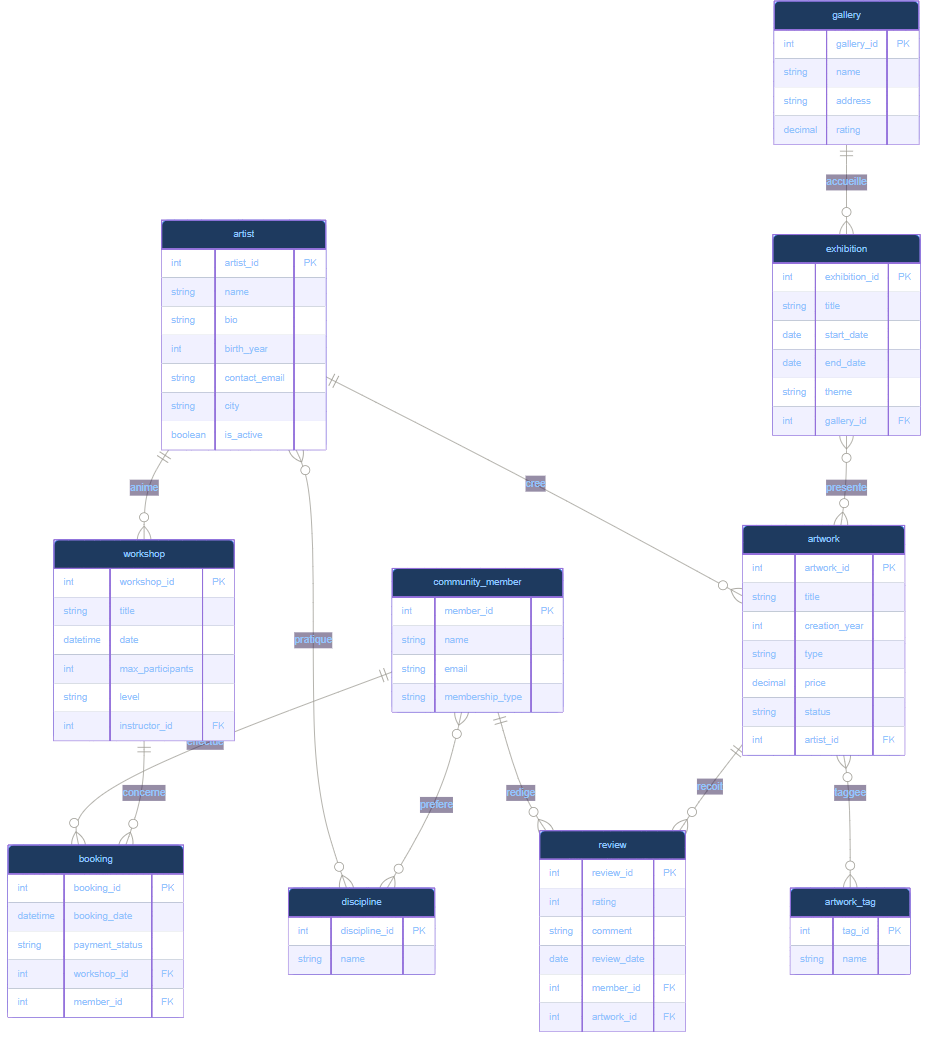 gallery
int gallery_id PK
string name
string address
decimal rating
accueille
artist
int artist_id PK
string name
string bio
int birth_year
string contact_email
string city
boolean is_active
exhibition
int exhibition_id PK
string title
date start_date
date end_date
string theme
int gallery_id FK
cree
anime
presente
workshop
int workshop_id PK
string title
datetime date
int max_participants
string level
int instructor_id FK
community_member
int member_id PK
string name
string email
string membership_type
artwork
int artwork_id PK
string title
int creation_year
string type
decimal price
string status
int artist_id FK
pratique
effectue
concerne
prefere
redige
recoit
taggee
booking
int booking_id PK
datetime booking_date
string payment_status
int workshop_id FK
int member_id FK
discipline
int discipline_id PK
string name
review
int review_id PK
int rating
string comment
date review_date
int member_id FK
int artwork_id FK
artwork_tag
int tag_id PK
string name